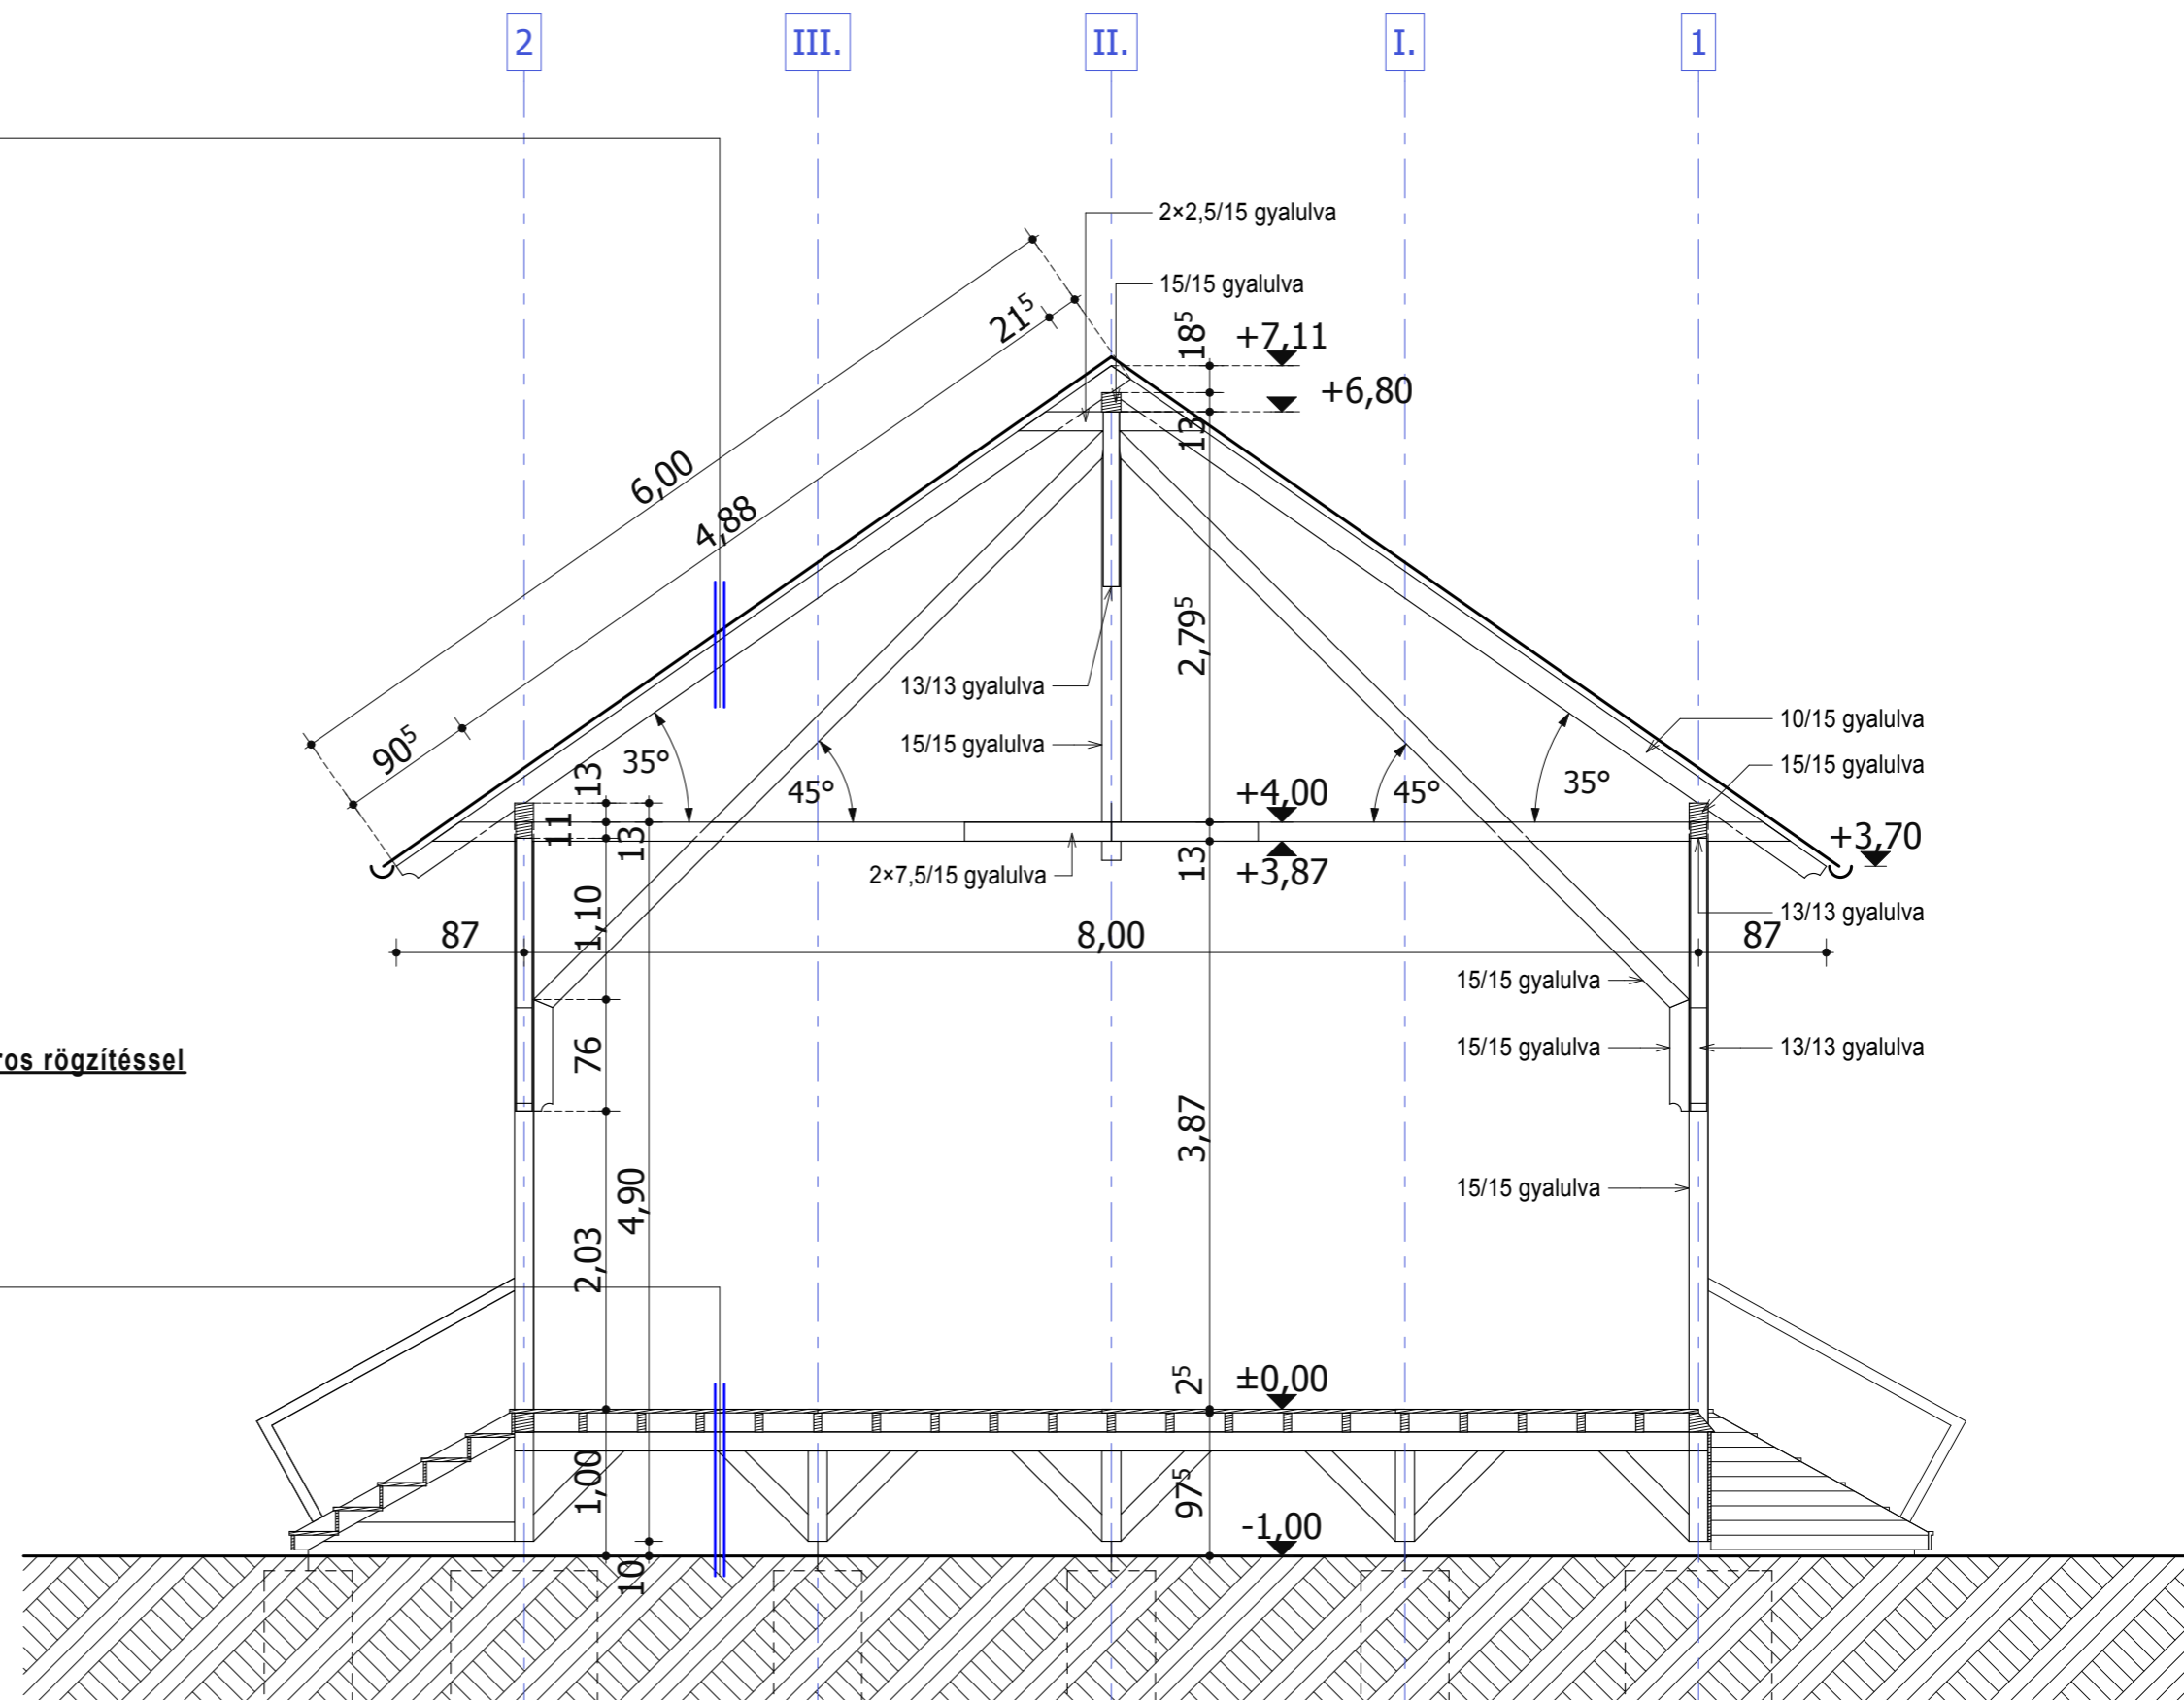 2
III.
II.
I.
1
2×2,5/15 gyalulva
15/15 gyalulva
21⁵
18⁵
+7,11
+6,80
13
6,00
4,88
2,79⁵
13/13 gyalulva
15/15 gyalulva
10/15 gyalulva
15/15 gyalulva
90⁵
35°
45°
45°
35°
13
11
13
+4,00
+3,87
13
+3,70
2×7,5/15 gyalulva
13/13 gyalulva
87
8,00
87
1,10
15/15 gyalulva
76
ros rögzítéssel
15/15 gyalulva
13/13 gyalulva
3,87
4,90
15/15 gyalulva
2,03
2⁵
±0,00
1,00
97⁵
-1,00
10